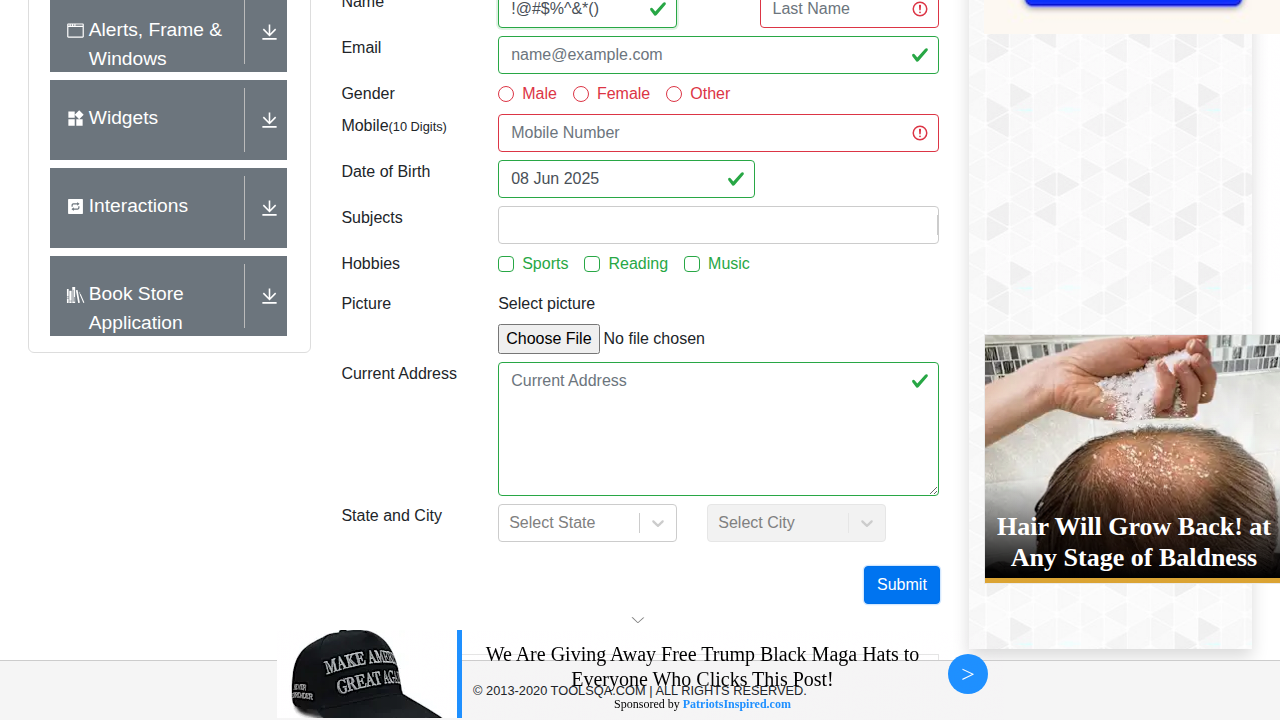 Name
!@#$%^&*()
Last Name
Alerts, Frame &
Windows
Email
name@example.com
Gender
Male
Female
Other
Widgets
Mobile(10 Digits)
Mobile Number
Date of Birth
08 Jun 2025
Interactions
Subjects
Hobbies
Sports
Reading
Music
Book Store
Application
Picture
Select picture
Choose File No file chosen
Current Address
Current Address
State and City
Select State
Select City
Submit
Hair Will Grow Back! at
Any Stage of Baldness
MAKE AMERI
GREAT AGA
We Are Giving Away Free Trump Black Maga Hats to
Everyone Who Clicks This Post!
>
© 2013-2020 TOOLSQA.COM | ALL RIGHTS RESERVED.
Sponsored by PatriotsInspired.com